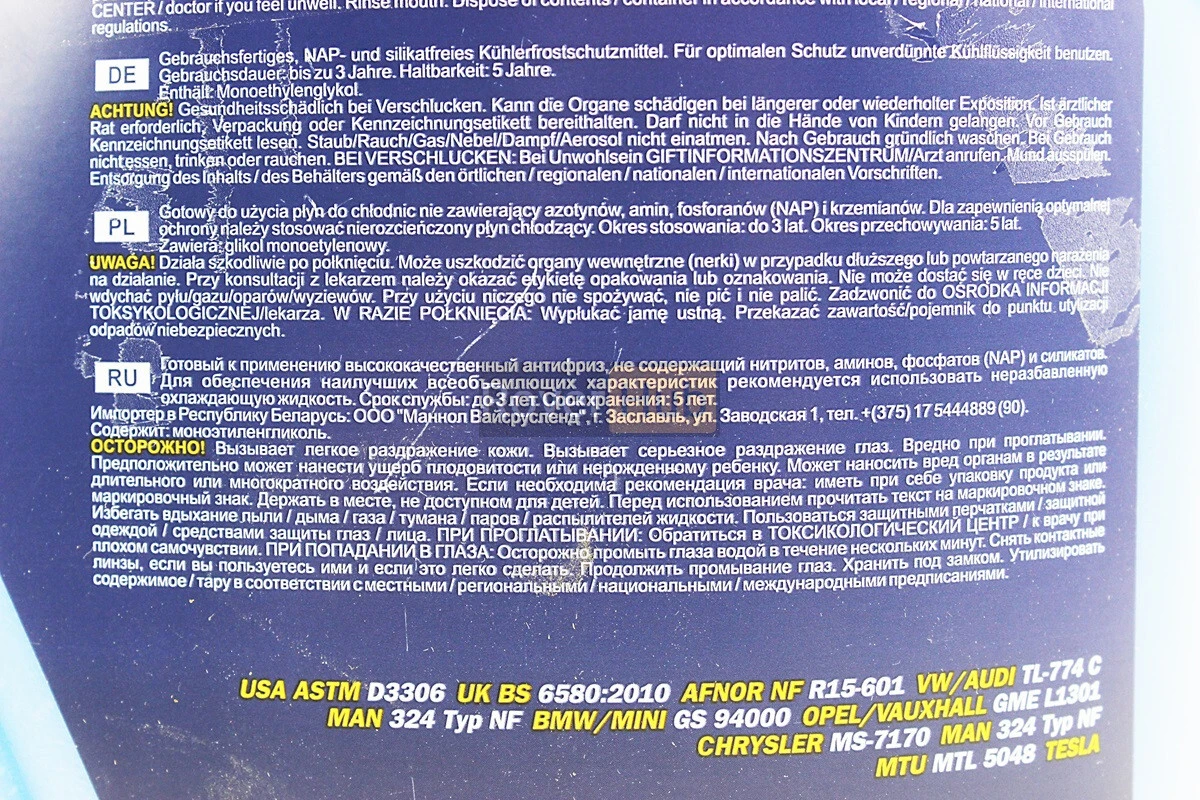 CENTER / doctor if you feel unwell. Rinse mouth. Dispose of contents / container in accordance with local / regional / national / international
regulations.
DE
Gebrauchsfertiges, NAP- und silikatfreies Kühlerfrostschutzmittel. Für optimalen Schutz unverdünnte Kühlflüssigkeit benutzen.
Gebrauchsdauer: bis zu 3 Jahre. Haltbarkeit: 5 Jahre.
Enthält: Monoethylenglykol.
ACHTUNG! Gesundheitsschädlich bei Verschlucken. Kann die Organe schädigen bei längerer oder wiederholter Exposition. Ist ärztlicher
Rat erforderlich, Verpackung oder Kennzeichnungsetikett bereithalten. Darf nicht in die Hände von Kindern gelangen. Vor Gebrauch
Kennzeichnungsetikett lesen. Staub/Rauch/Gas/Nebel/Dampf/Aerosol nicht einatmen. Nach Gebrauch gründlich waschen. Bei Gebrauch
nicht essen, trinken oder rauchen. BEI VERSCHLUCKEN: Bei Unwohlsein GIFTINFORMATIONSZENTRUM/Arzt anrufen. Mund ausspülen.
Entsorgung des Inhalts / des Behälters gemäß den örtlichen / regionalen / nationalen / internationalen Vorschriften.
PL
Gotowy do użycia płyn do chłodnic nie zawierający azotynów, amin, fosforanów (NAP) i krzemianów. Dla zapewnienia optymalnej
ochrony należy stosować nierozcieńczony płyn chłodzący. Okres stosowania: do 3 lat. Okres przechowywania: 5 lat.
Zawiera: glikol monoetylenowy.
UWAGA! Działa szkodliwie po połknięciu. Może uszkodzić organy wewnętrzne (nerki) w przypadku dłuższego lub powtarzanego narażenia
na działanie. Przy konsultacji z lekarzem należy okazać etykietę opakowania lub oznakowania. Nie może dostać się w ręce dzieci. Nie
wdychać pyłu/gazu/oparów/wyziewów. Przy użyciu niczego nie spożywać, nie pić i nie palić. Zadzwonić do OŚRODKA INFORMACJI
TOKSYKOLOGICZNEJ/lekarza. W RAZIE POŁKNIĘCIA: Wypłukać jamę ustną. Przekazać zawartość/pojemnik do punktu utylizacji
odpadów niebezpiecznych.
RU
Готовый к применению высококачественный антифриз, не содержащий нитритов, аминов, фосфатов (NAP) и силикатов.
Для обеспечения наилучших всеобъемлющих характеристик рекомендуется использовать неразбавленную
охлаждающую жидкость. Срок службы: до 3 лет. Срок хранения: 5 лет.
Импортер в Республику Беларусь: ООО "Маннол Вайсрусленд", г. Заславль, ул. Заводская 1, тел. +(375) 17 5444889 (90).
Содержит: моноэтиленгликоль.
ОСТОРОЖНО! Вызывает легкое раздражение кожи. Вызывает серьезное раздражение глаз. Вредно при проглатывании.
Предположительно может нанести ущерб плодовитости или нерожденному ребенку. Может наносить вред органам в результате
длительного или многократного воздействия. Если необходима рекомендация врача: иметь при себе упаковку продукта или
маркировочный знак. Держать в месте, не доступном для детей. Перед использованием прочитать текст на маркировочном знаке.
Избегать вдыхание пыли / дыма / газа / тумана / паров / распылителей жидкости. Пользоваться защитными перчатками / защитной
одеждой / средствами защиты глаз / лица. ПРИ ПРОГЛАТЫВАНИИ: Обратиться в ТОКСИКОЛОГИЧЕСКИЙ ЦЕНТР / к врачу при
плохом самочувствии. ПРИ ПОПАДАНИИ В ГЛАЗА: Осторожно промыть глаза водой в течение нескольких минут. Снять контактные
линзы, если вы пользуетесь ими и если это легко сделать. Продолжить промывание глаз. Хранить под замком. Утилизировать
содержимое / тару в соответствии с местными / региональными / национальными / международными предписаниями.
USA ASTM D3306 UK BS 6580:2010 AFNOR NF R15-601 VW/AUDI TL-774 C
MAN 324 Typ NF BMW/MINI GS 94000 OPEL/VAUXHALL GME L1301
CHRYSLER MS-7170 MAN 324 Typ NF
MTU MTL 5048 TESLA